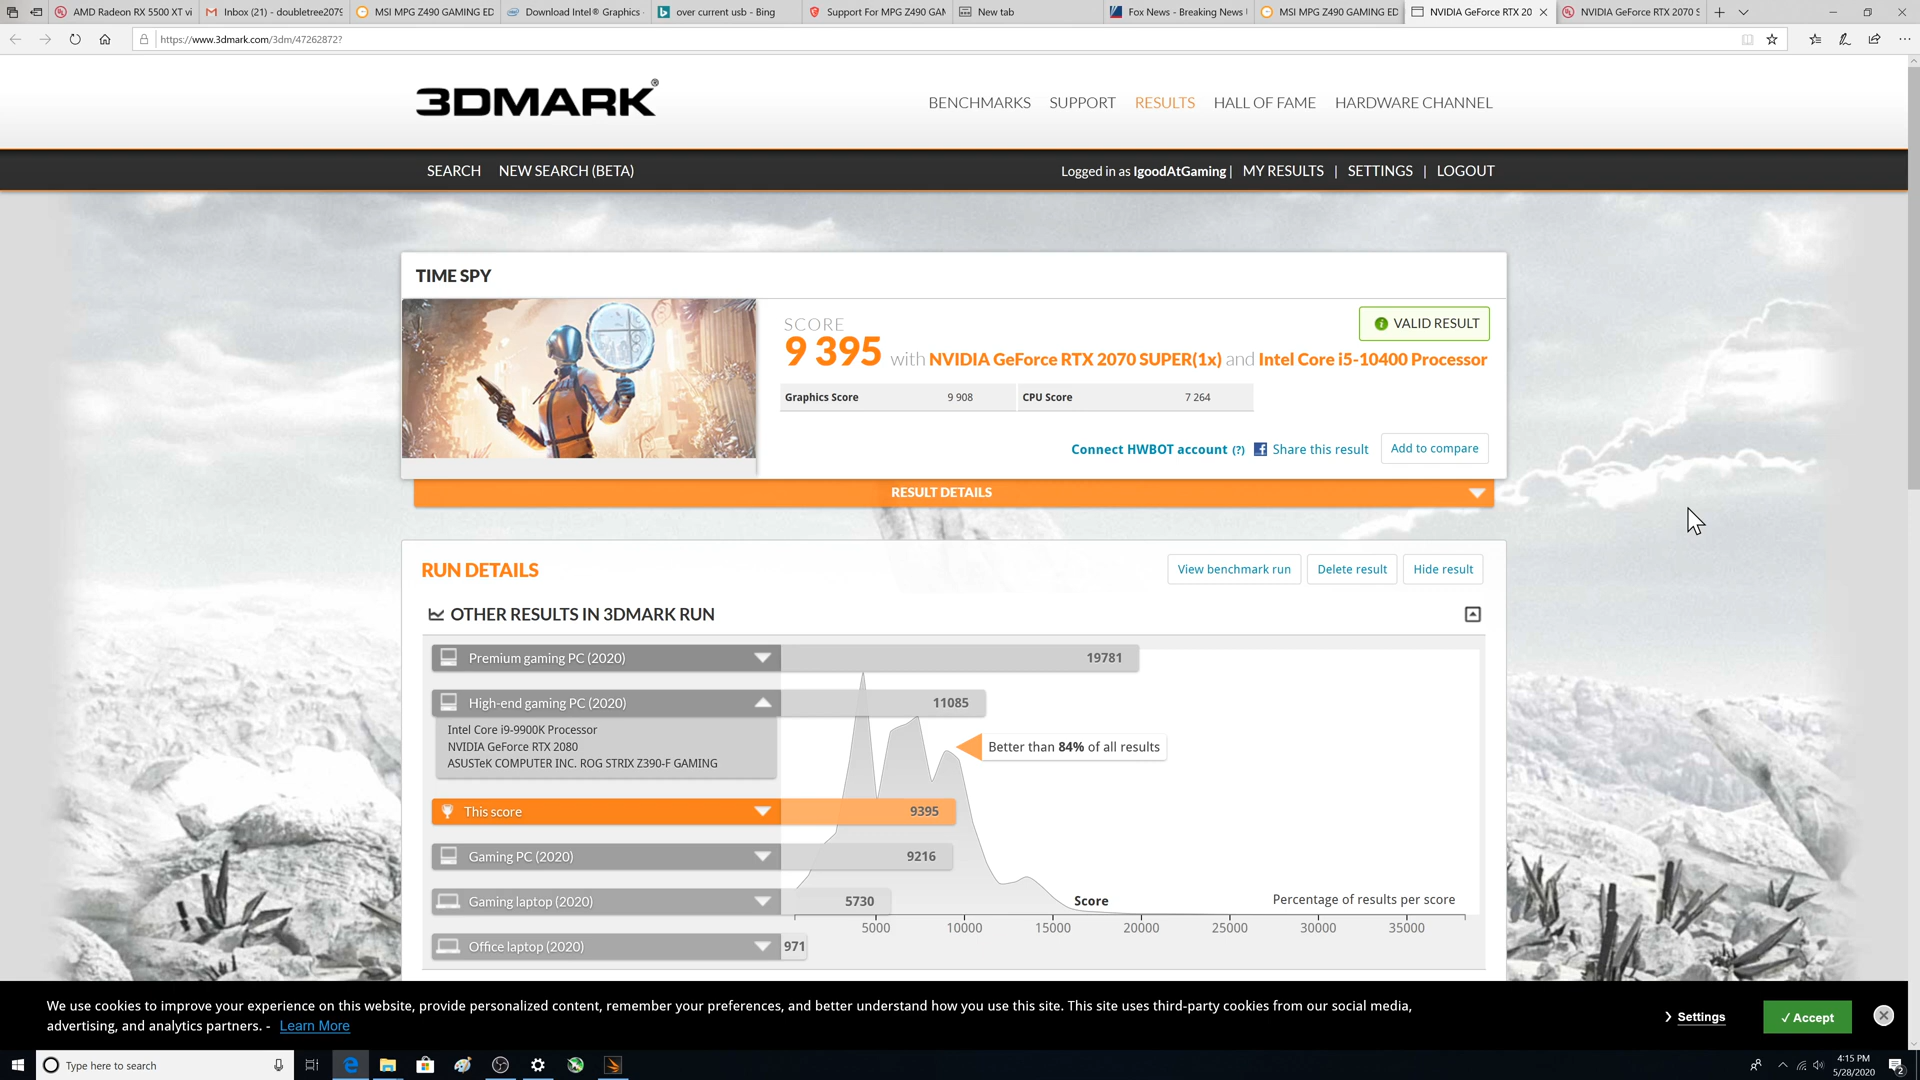 AMD Radeon RX 5500 XT vi
Inbox (21) - doubletree2079
MSI MPG Z490 GAMING ED
Download Intel® Graphics
over current usb - Bing
Support For MPG Z490 GAM
New tab
Fox News - Breaking News
MSI MPG Z490 GAMING ED
NVIDIA GeForce RTX 20
NVIDIA GeForce RTX 2070 S
https://www.3dmark.com/3dm/47262872?
3DMARK®
BENCHMARKS SUPPORT RESULTS HALL OF FAME HARDWARE CHANNEL
SEARCH NEW SEARCH (BETA)
Logged in as IgoodAtGaming | MY RESULTS | SETTINGS | LOGOUT
TIME SPY
VALID RESULT
SCORE
9 395 with NVIDIA GeForce RTX 2070 SUPER(1x) and Intel Core i5-10400 Processor
Graphics Score 9 908 CPU Score 7 264
Connect HWBOT account (?) Share this result Add to compare
RESULT DETAILS
RUN DETAILS
View benchmark run Delete result Hide result
OTHER RESULTS IN 3DMARK RUN
Premium gaming PC (2020) 19781
High-end gaming PC (2020) 11085
Intel Core i9-9900K Processor
NVIDIA GeForce RTX 2080
ASUSTeK COMPUTER INC. ROG STRIX Z390-F GAMING
Better than 84% of all results
This score 9395
Gaming PC (2020) 9216
Gaming laptop (2020) 5730
Score Percentage of results per score
5000 10000 15000 20000 25000 30000 35000
Office laptop (2020) 971
We use cookies to improve your experience on this website, provide personalized content, remember your preferences, and better understand how you use this site. This site uses third-party cookies from our social media,
advertising, and analytics partners. - Learn More
Settings
✓ Accept
Type here to search
4:15 PM
5/28/2020
2